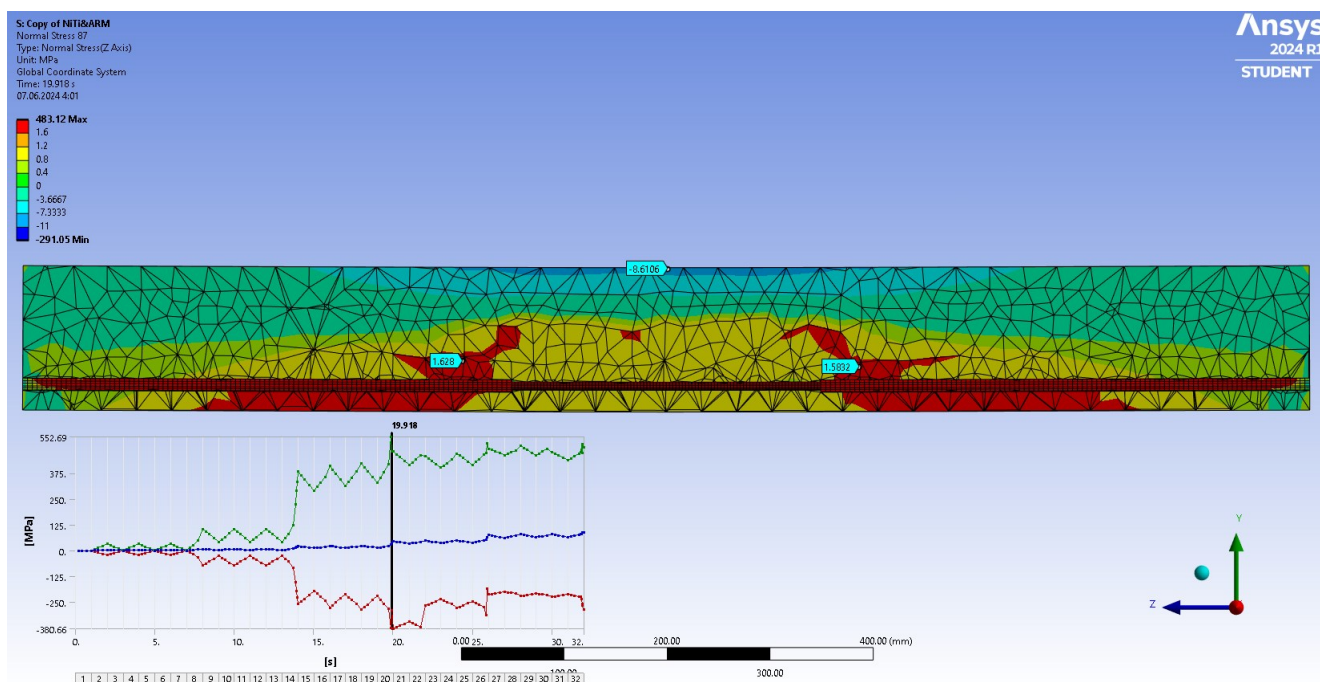 S: Copy of NiTi&ARM
Normal Stress 87
Type: Normal Stress(Z Axis)
Unit: MPa
Global Coordinate System
Time: 19.918 s
07.06.2024 4:01
483.12 Max
1.6
1.2
0.8
0.4
0
-3.6667
-7.3333
-11
-291.05 Min
Ansys
2024 R1
STUDENT
-8.6106
1.628
1.5832
19.918
552.69
375.
250.
125.
0.
-125.
-250.
-380.66
[MPa]
0. 5. 10. 15. 20. 25. 30. 32.
[s]
1 2 3 4 5 6 7 8 9 10 11 12 13 14 15 16 17 18 19 20 21 22 23 24 25 26 27 28 29 30 31 32
0.00 200.00 400.00 (mm)
100.00 300.00
Y
Z